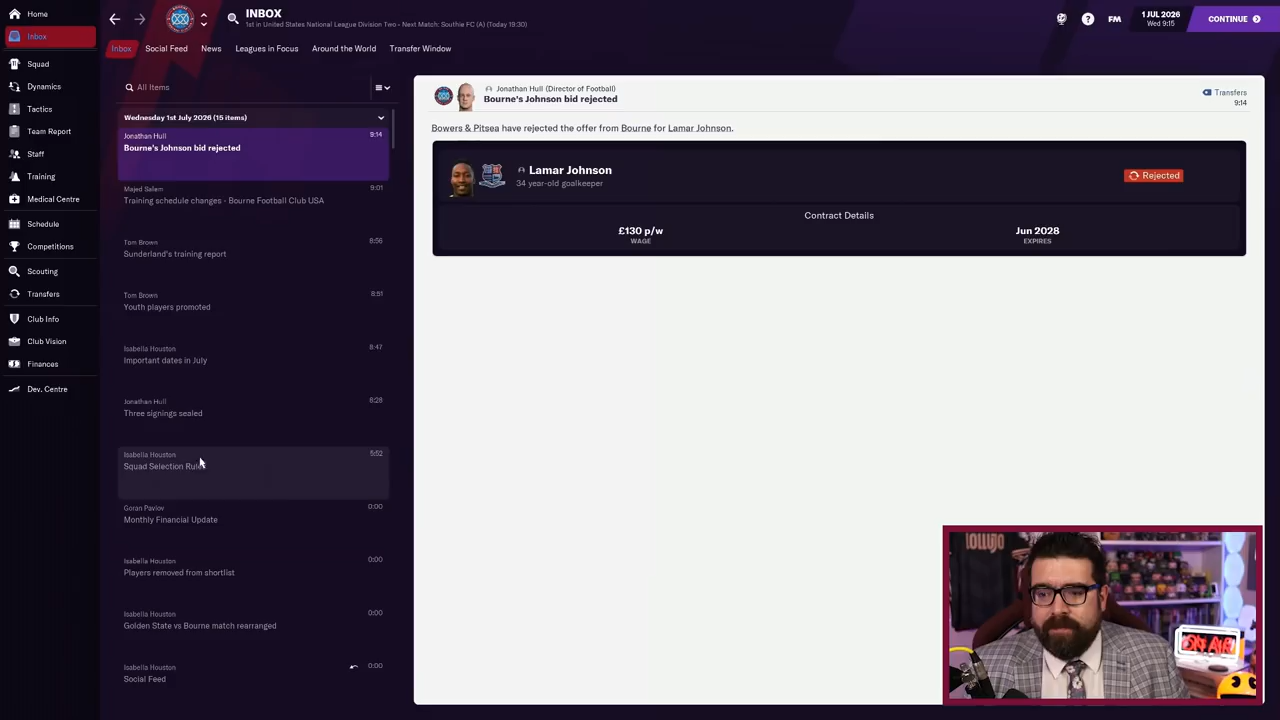 Home
Inbox
Squad
Dynamics
Tactics
Team Report
Staff
Training
Medical Centre
Schedule
Competitions
Scouting
Transfers
Club Info
Club Vision
Finances
Dev. Centre
INBOX
1st in United States National League Division Two - Next Match: Southie FC (A) (Today 19:30)
FM
1 JUL 2026
Wed 9:15
CONTINUE
Inbox Social Feed News Leagues in Focus Around the World Transfer Window
All Items
Wednesday 1st July 2026 (15 items)
Jonathan Hull 9:14
Bourne's Johnson bid rejected
Majed Salem 9:01
Training schedule changes - Bourne Football Club USA
Tom Brown 8:56
Sunderland's training report
Tom Brown 8:51
Youth players promoted
Isabella Houston 8:47
Important dates in July
Jonathan Hull 8:28
Three signings sealed
Isabella Houston 5:52
Squad Selection Rules
Goran Pavlov 0:00
Monthly Financial Update
Isabella Houston 0:00
Players removed from shortlist
Isabella Houston 0:00
Golden State vs Bourne match rearranged
Isabella Houston 0:00
Social Feed
Jonathan Hull (Director of Football)
Bourne's Johnson bid rejected
Transfers
9:14
Bowers & Pitsea have rejected the offer from Bourne for Lamar Johnson.
Lamar Johnson
34 year-old goalkeeper
Rejected
Contract Details
£130 p/w
WAGE
Jun 2028
EXPIRES
ON AIR